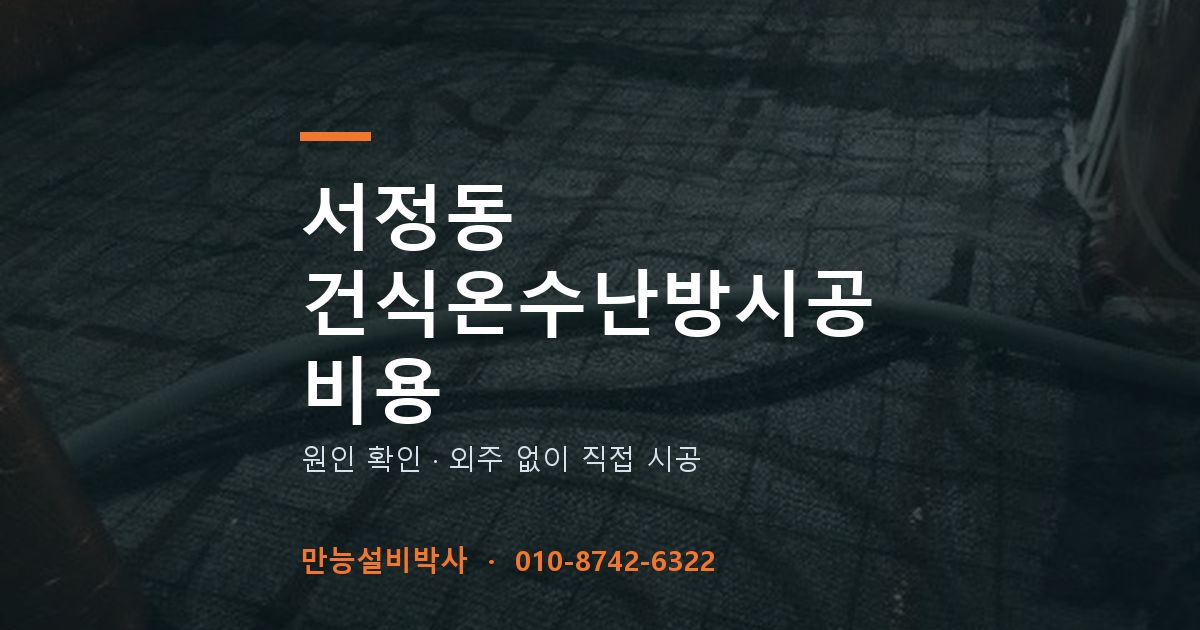 서정동
건식온수난방시공
비용
원인 확인 · 외주 없이 직접 시공
만능설비박사 · 010-8742-6322